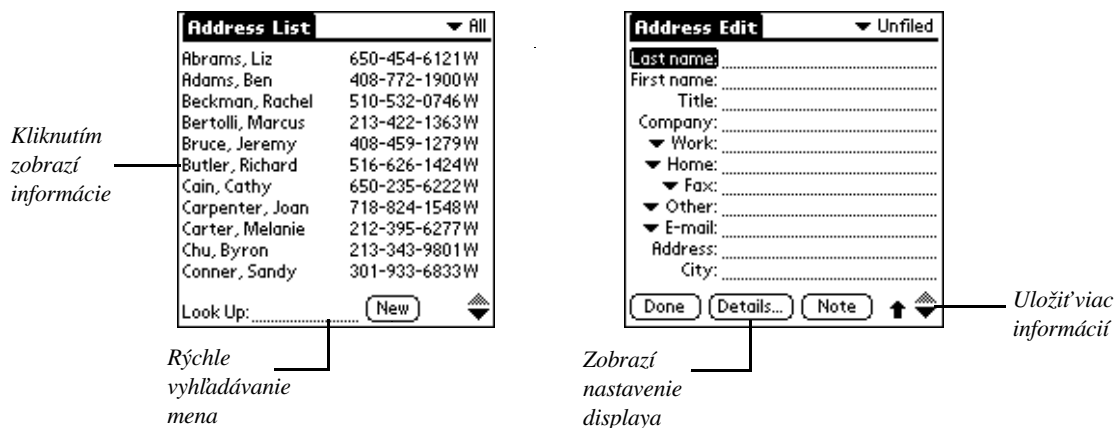 Address List ▼ All
Abrams, Liz 650-454-6121W
Adams, Ben 408-772-1900W
Beckman, Rachel 510-532-0746W
Bertolli, Marcus 213-422-1363W
Bruce, Jeremy 408-459-1279W
Butler, Richard 516-626-1424W
Cain, Cathy 650-235-6222W
Carpenter, Joan 718-824-1548W
Carter, Melanie 212-395-6277W
Chu, Byron 213-343-9801W
Conner, Sandy 301-933-6833W
Look Up: New
Kliknutím
zobrazí
informácie
Rýchle
vyhľadávanie
mena
Address Edit ▼ Unfiled
Last name:
First name:
Title:
Company:
▼ Work:
▼ Home:
▼ Fax:
▼ Other:
▼ E-mail:
Address:
City:
Done Details... Note
Uložiť viac
informácií
Zobrazí
nastavenie
displaya